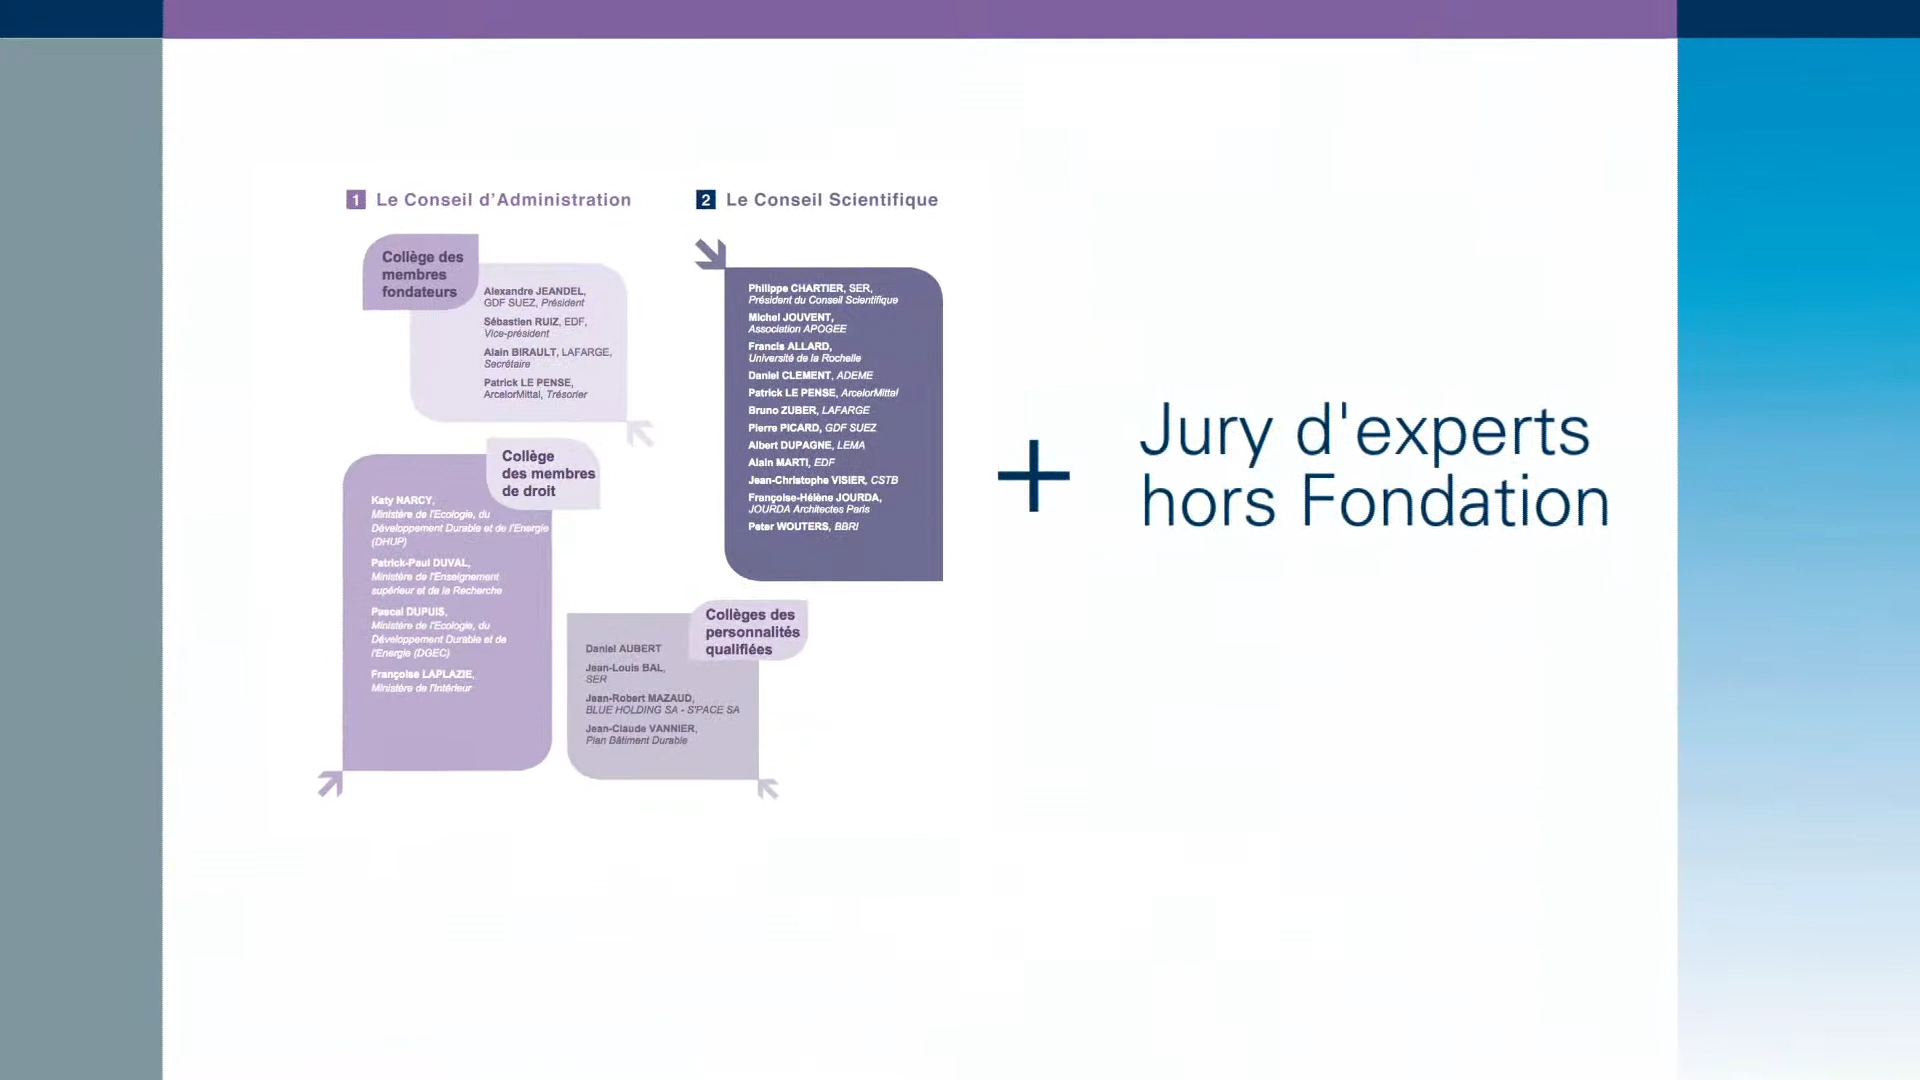 1 Le Conseil d'Administration
Collège des
membres
fondateurs
Alexandre JEANDEL,
GDF SUEZ, Président
Sébastien RUIZ, EDF,
Vice-président
Alain BIRAULT, LAFARGE,
Secrétaire
Patrick LE PENSE,
ArcelorMittal, Trésorier
Collège
des membres
de droit
Katy NARCY,
Ministère de l'Ecologie, du
Développement Durable et de l'Energie
(DHUP)
Patrick-Paul DUVAL,
Ministère de l'Enseignement
supérieur et de la Recherche
Pascal DUPUIS,
Ministère de l'Ecologie, du
Développement Durable et de
l'Energie (DGEC)
Françoise LAPLAZIE,
Ministère de l'Intérieur
Collèges des
personnalités
qualifiées
Daniel AUBERT
Jean-Louis BAL,
SER
Jean-Robert MAZAUD,
BLUE HOLDING SA - S'PACE SA
Jean-Claude VANNIER,
Plan Bâtiment Durable
2 Le Conseil Scientifique
Philippe CHARTIER, SER,
Président du Conseil Scientifique
Michel JOUVENT,
Association APOGEE
Francis ALLARD,
Université de la Rochelle
Daniel CLEMENT, ADEME
Patrick LE PENSE, ArcelorMittal
Bruno ZUBER, LAFARGE
Pierre PICARD, GDF SUEZ
Albert DUPAGNE, LEMA
Alain MARTI, EDF
Jean-Christophe VISIER, CSTB
Françoise-Hélène JOURDA,
JOURDA Architectes Paris
Peter WOUTERS, BBRI
+
Jury d'experts
hors Fondation